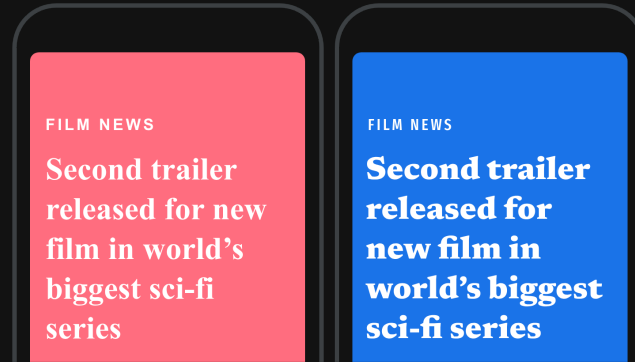 FILM NEWS
Second trailer
released for new
film in world’s
biggest sci-fi
series
FILM NEWS
Second trailer
released for
new film in
world’s biggest
sci-fi series